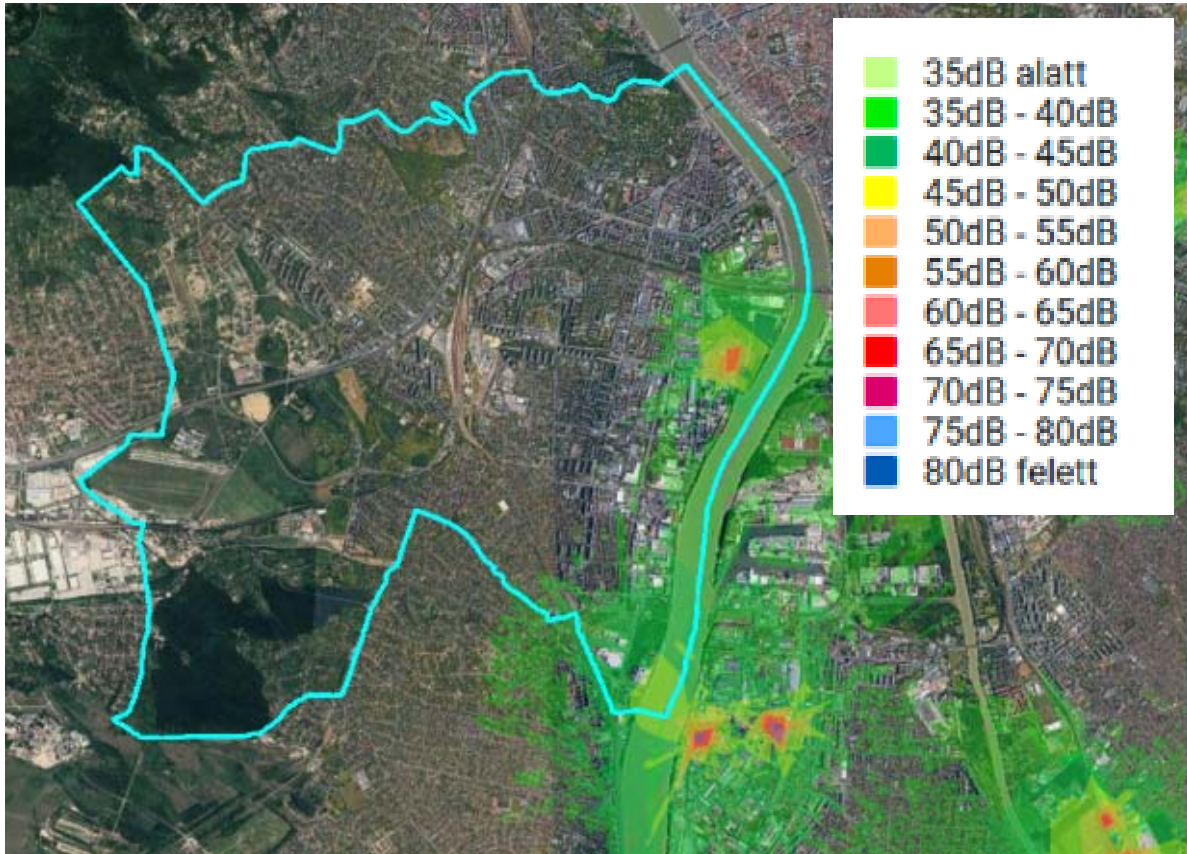 35dB alatt
35dB - 40dB
40dB - 45dB
45dB - 50dB
50dB - 55dB
55dB - 60dB
60dB - 65dB
65dB - 70dB
70dB - 75dB
75dB - 80dB
80dB felett